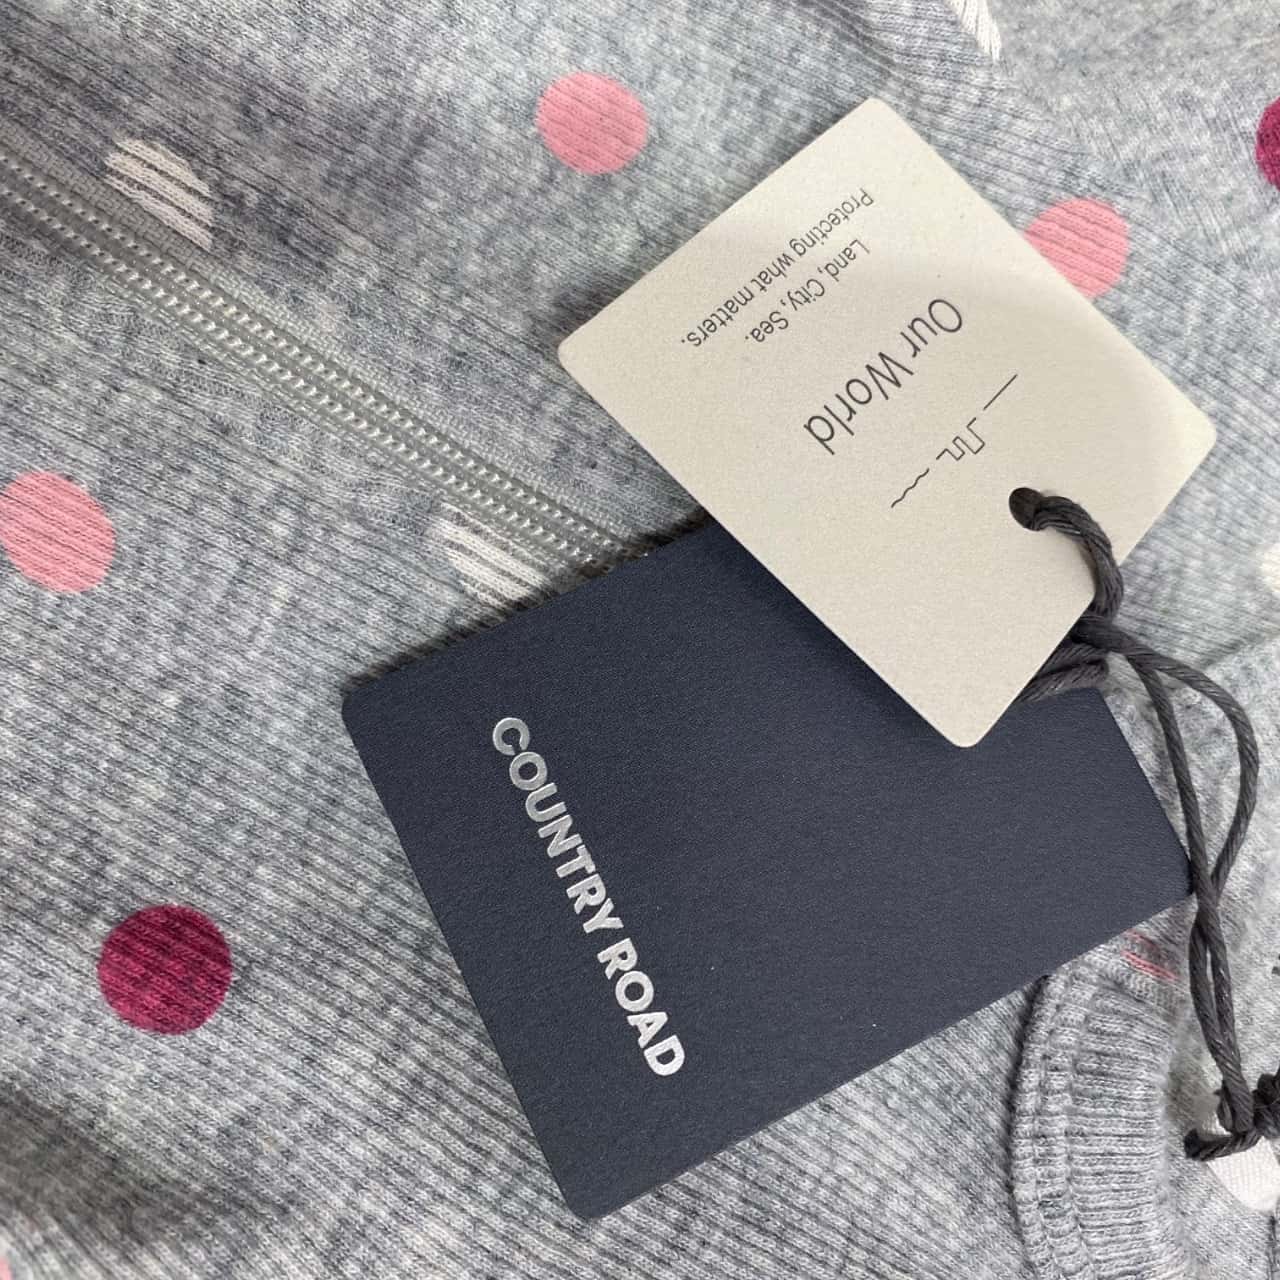 Our World
Land, City, Sea.
Protecting what matters.
COUNTRY ROAD